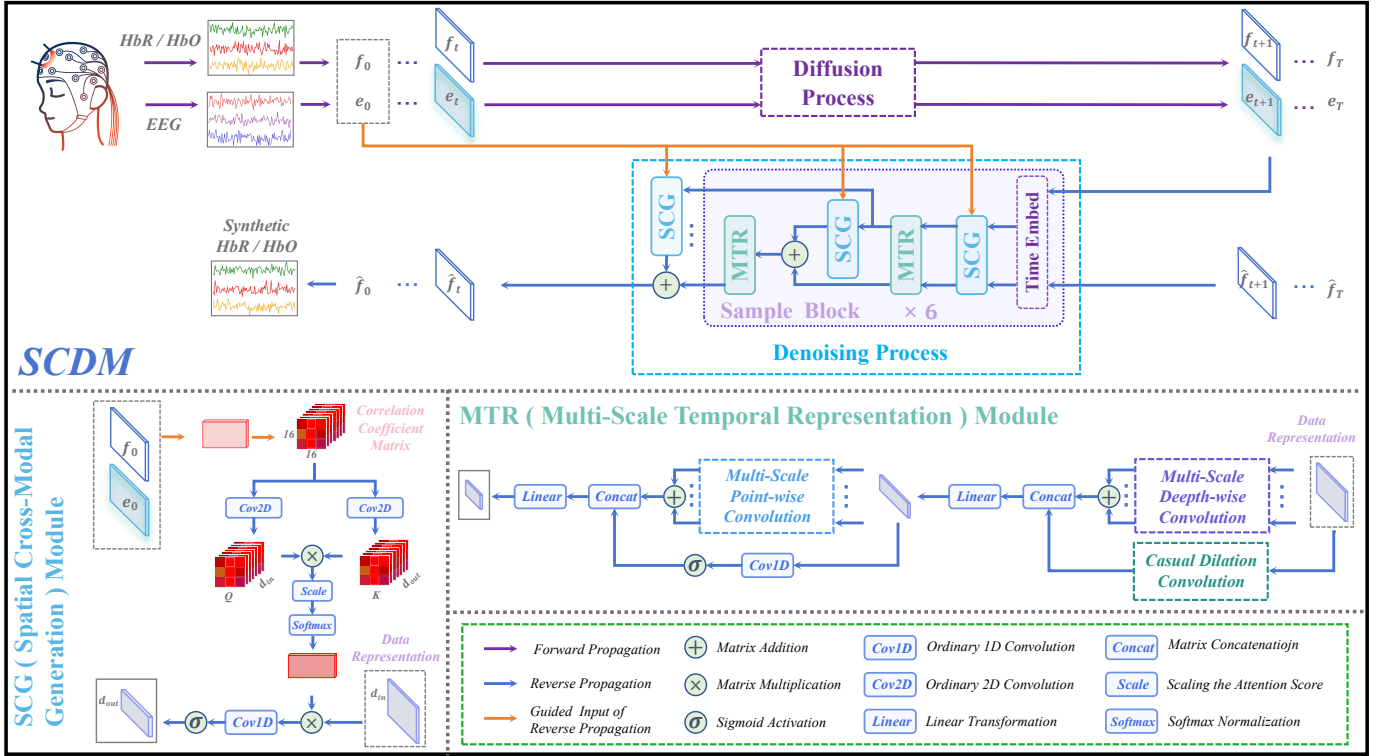 HbR / HbO
EEG
f0
e0
...
...
ft
et
Diffusion
Process
ft+1
et+1
... fT
... eT
SCG
⋮
MTR
+
SCG
MTR
SCG
Time Embed
+
Sample Block × 6
Denoising Process
Synthetic
HbR / HbO
f̂0
...
f̂t
f̂t+1
... f̂T
SCDM
SCG ( Spatial Cross-Modal
Generation ) Module
f0
e0
16
16
Correlation
Coefficient
Matrix
Cov2D
Cov2D
Q
din
×
K
dout
Scale
Softmax
Data
Representation
dout
σ
Cov1D
×
din
MTR ( Multi-Scale Temporal Representation ) Module
Data
Representation
Linear
Concat
+
Multi-Scale
Point-wise
Convolution
σ
Cov1D
Linear
Concat
+
Multi-Scale
Deepth-wise
Convolution
Casual Dilation
Convolution
Forward Propagation
+ Matrix Addition
Cov1D Ordinary 1D Convolution
Concat Matrix Concatenatiojn
Reverse Propagation
× Matrix Multiplication
Cov2D Ordinary 2D Convolution
Scale Scaling the Attention Score
Guided Input of
Reverse Propagation
σ Sigmoid Activation
Linear Linear Transformation
Softmax Softmax Normalization